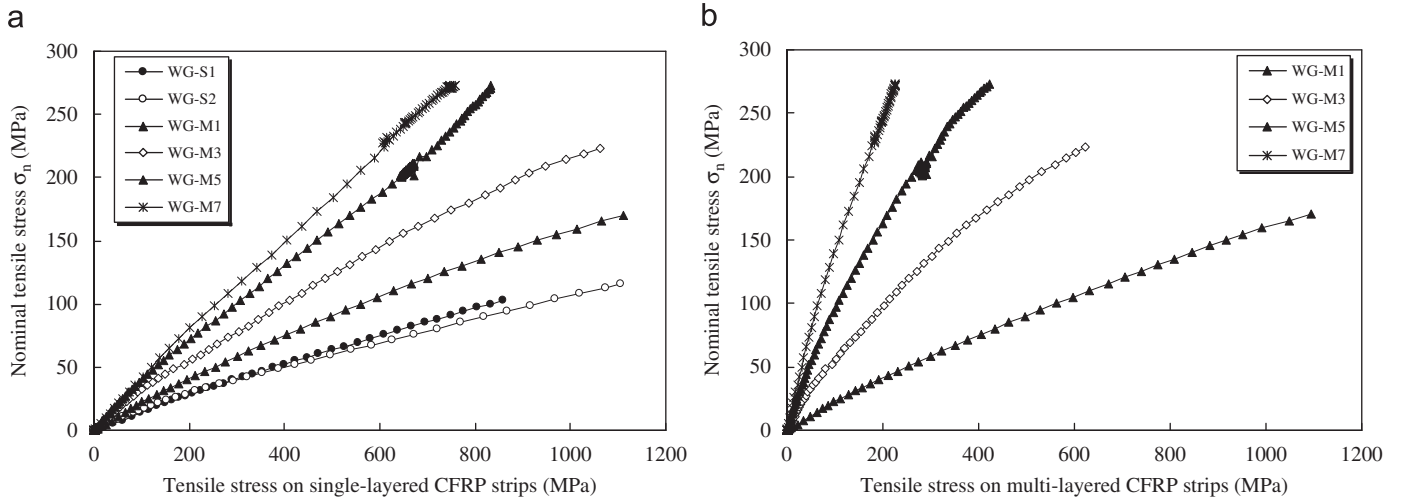 a
Nominal tensile stress σn (MPa)
300
250
200
150
100
50
0
WG-S1
WG-S2
WG-M1
WG-M3
WG-M5
WG-M7
0 200 400 600 800 1000 1200
Tensile stress on single-layered CFRP strips (MPa)
b
Nominal tensile stress σn (MPa)
300
250
200
150
100
50
0
WG-M1
WG-M3
WG-M5
WG-M7
0 200 400 600 800 1000 1200
Tensile stress on multi-layered CFRP strips (MPa)